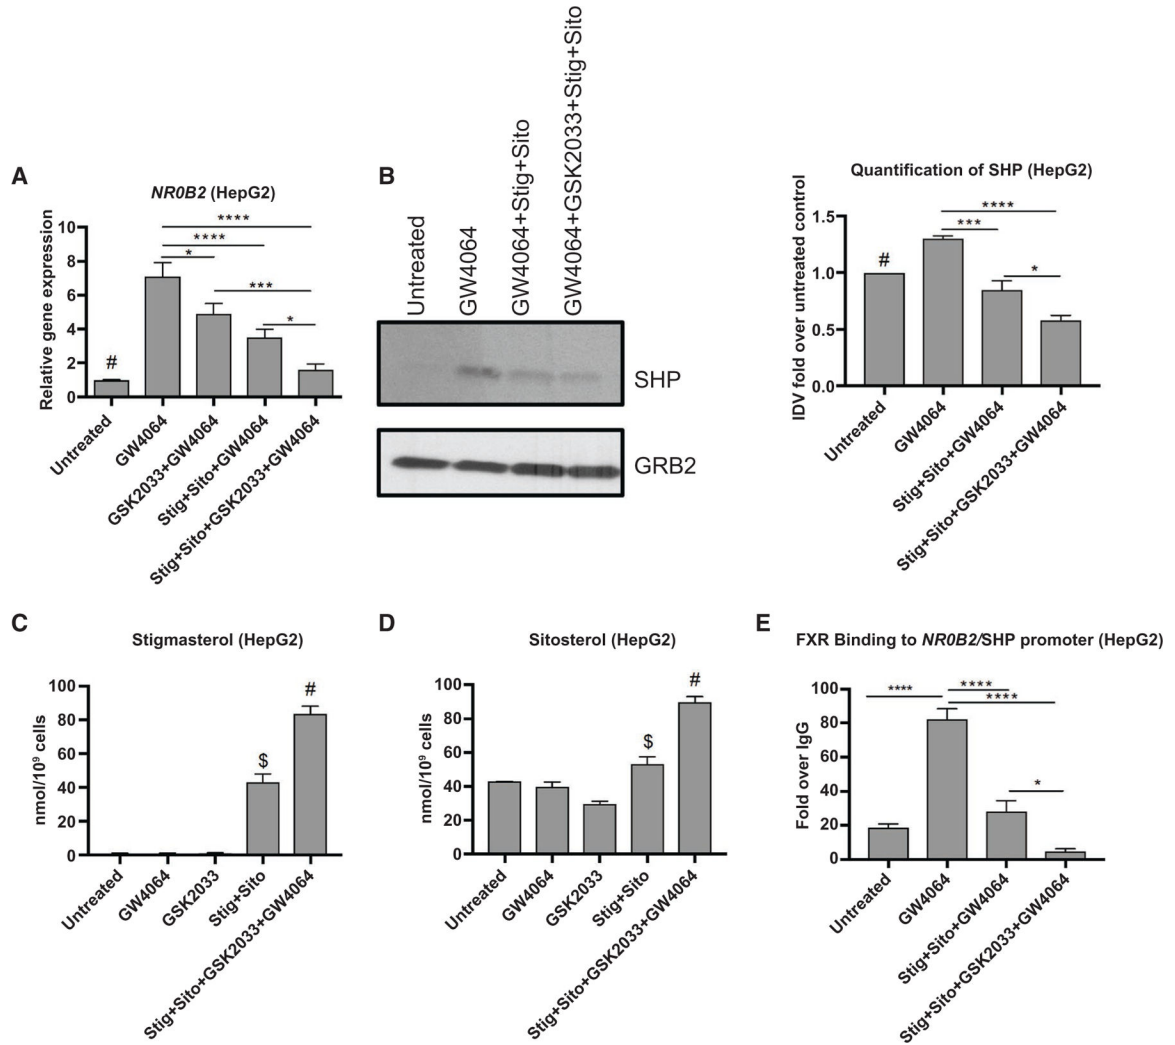 A
NR0B2 (HepG2)
Relative gene expression
10
8
6
4
2
0
#
****
****
*
***
*
Untreated
GW4064
GSK2033+GW4064
Stig+Sito+GW4064
Stig+Sito+GSK2033+GW4064
B
Untreated
GW4064
GW4064+Stig+Sito
GW4064+GSK2033+Stig+Sito
SHP
GRB2
Quantification of SHP (HepG2)
IDV fold over untreated control
1.5
1.0
0.5
0.0
#
****
***
*
Untreated
GW4064
Stig+Sito+GW4064
Stig+Sito+GSK2033+GW4064
C
Stigmasterol (HepG2)
nmol/10⁹ cells
100
80
60
40
20
0
$
#
Untreated
GW4064
GSK2033
Stig+Sito
Stig+Sito+GSK2033+GW4064
D
Sitosterol (HepG2)
nmol/10⁹ cells
100
80
60
40
20
0
$
#
Untreated
GW4064
GSK2033
Stig+Sito
Stig+Sito+GSK2033+GW4064
E
FXR Binding to NR0B2/SHP promoter (HepG2)
Fold over IgG
100
80
60
40
20
0
****
****
****
*
Untreated
GW4064
Stig+Sito+GW4064
Stig+Sito+GSK2033+GW4064